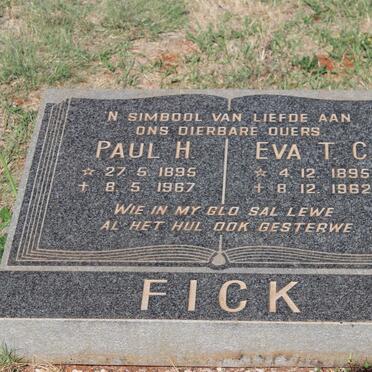 'N SIMBOOL VAN LIEFDE AAN
ONS DIERBARE OUERS
PAUL H EVA T C
☆ 27.5.1895 ☆ 4.12.1895
+ 8.5.1967 + 8.12.1962
WIE IN MY GLO SAL LEWE
AL HET HUL OOK GESTERWE
FICK